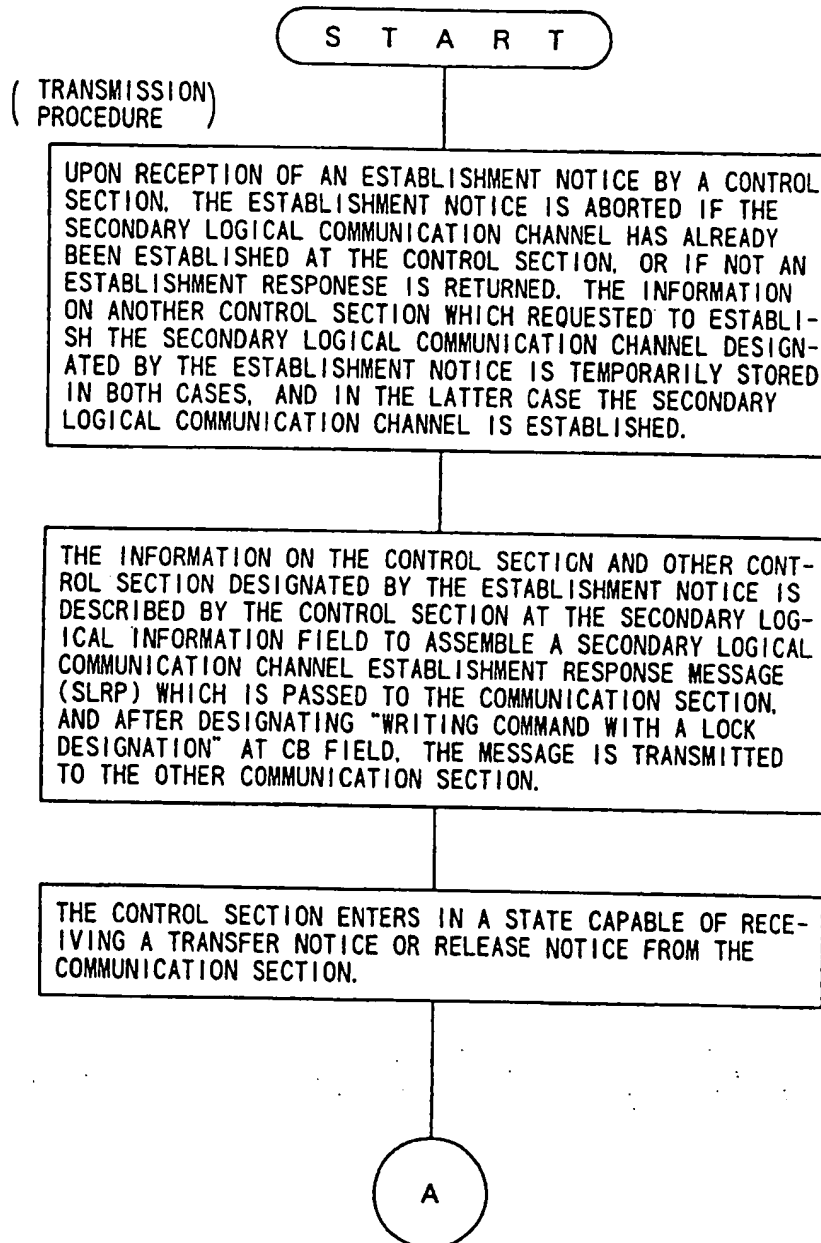 S T A R T
( TRANSMISSION )
PROCEDURE
UPON RECEPTION OF AN ESTABLISHMENT NOTICE BY A CONTROL
SECTION, THE ESTABLISHMENT NOTICE IS ABORTED IF THE
SECONDARY LOGICAL COMMUNICATION CHANNEL HAS ALREADY
BEEN ESTABLISHED AT THE CONTROL SECTION, OR IF NOT AN
ESTABLISHMENT RESPONESE IS RETURNED. THE INFORMATION
ON ANOTHER CONTROL SECTION WHICH REQUESTED TO ESTABLI-
SH THE SECONDARY LOGICAL COMMUNICATION CHANNEL DESIGN-
ATED BY THE ESTABLISHMENT NOTICE IS TEMPORARILY STORED
IN BOTH CASES, AND IN THE LATTER CASE THE SECONDARY
LOGICAL COMMUNICATION CHANNEL IS ESTABLISHED.
THE INFORMATION ON THE CONTROL SECTION AND OTHER CONT-
ROL SECTION DESIGNATED BY THE ESTABLISHMENT NOTICE IS
DESCRIBED BY THE CONTROL SECTION AT THE SECONDARY LOG-
ICAL INFORMATION FIELD TO ASSEMBLE A SECONDARY LOGICAL
COMMUNICATION CHANNEL ESTABLISHMENT RESPONSE MESSAGE
(SLRP) WHICH IS PASSED TO THE COMMUNICATION SECTION,
AND AFTER DESIGNATING "WRITING COMMAND WITH A LOCK
DESIGNATION" AT CB FIELD, THE MESSAGE IS TRANSMITTED
TO THE OTHER COMMUNICATION SECTION.
THE CONTROL SECTION ENTERS IN A STATE CAPABLE OF RECE-
IVING A TRANSFER NOTICE OR RELEASE NOTICE FROM THE
COMMUNICATION SECTION.
A